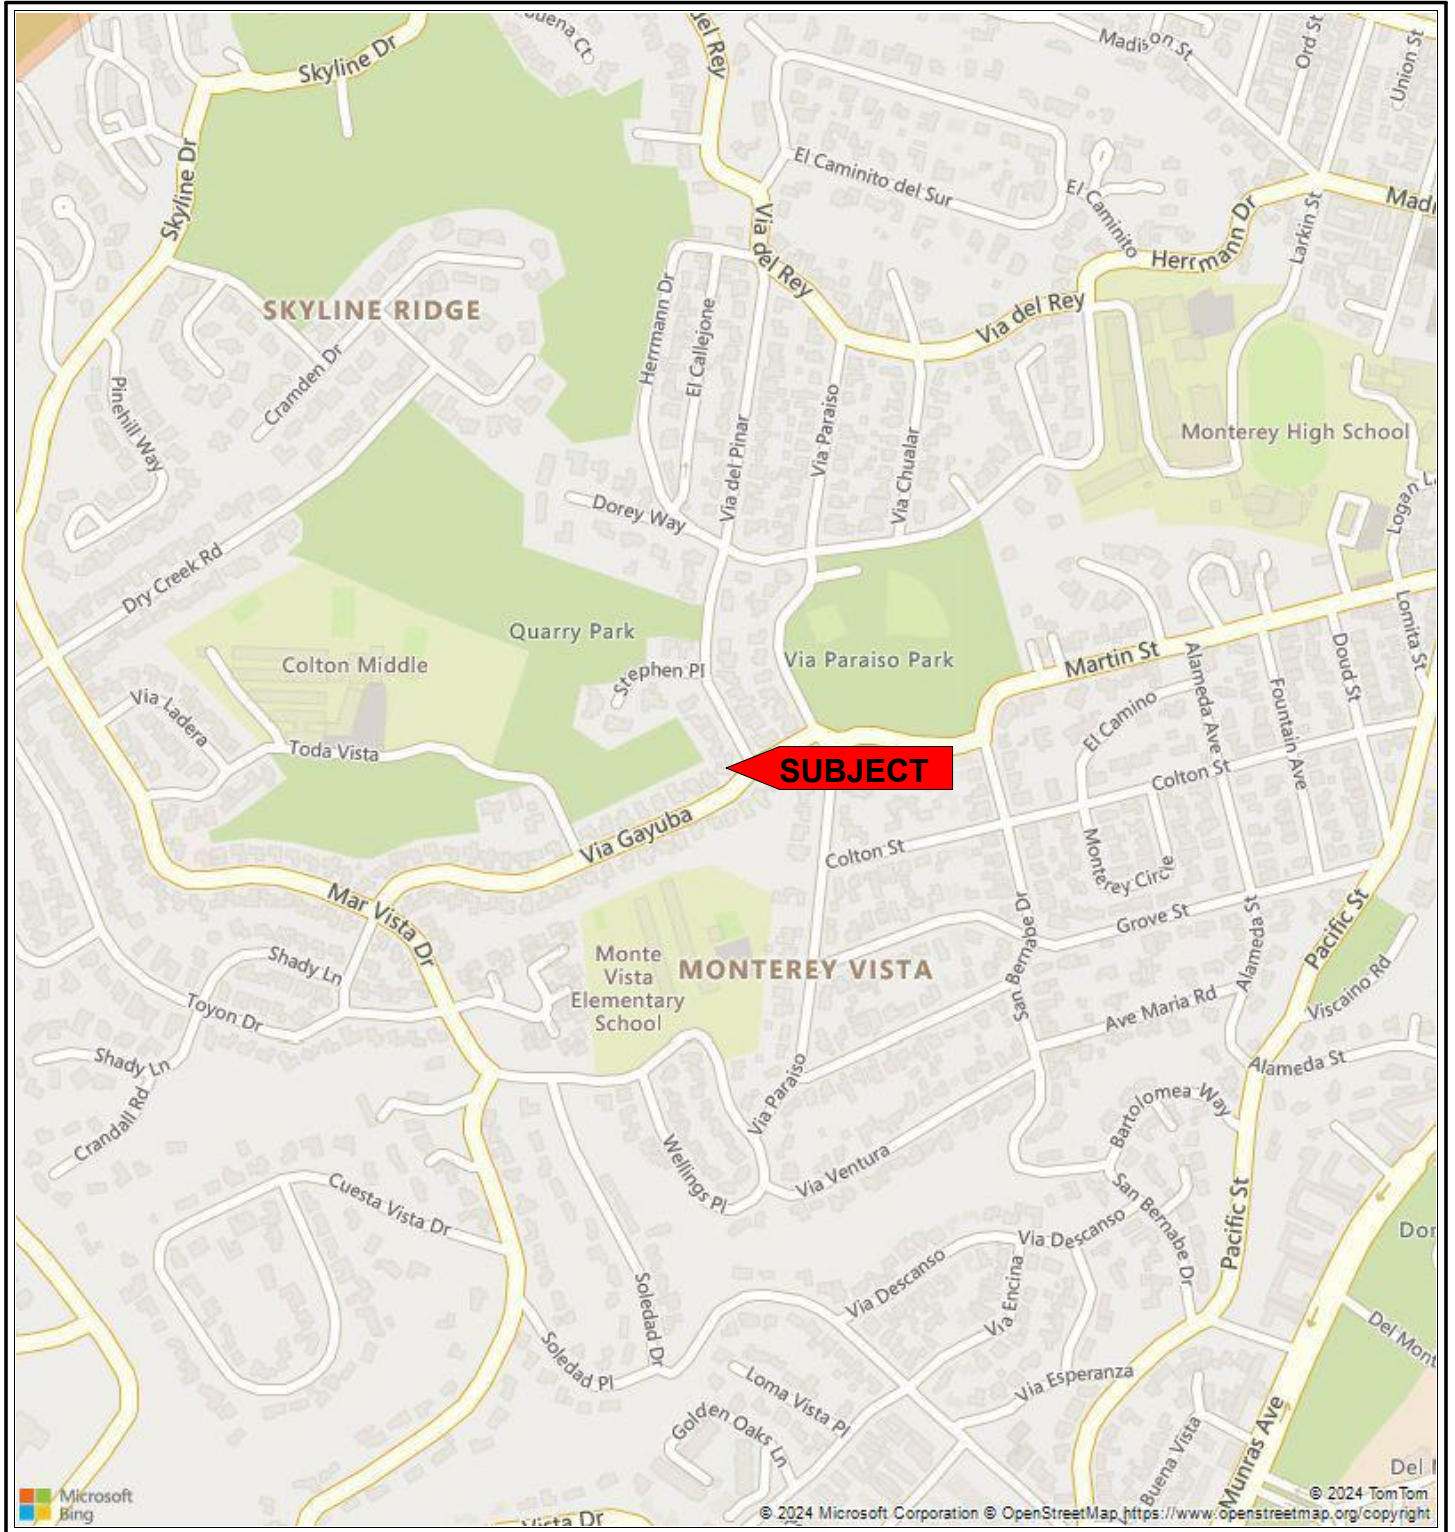 Buena Ct
del Rey
Madison St
Ord St
Union St
Skyline Dr
Skyline Dr
El Caminito del Sur
El Caminito
Larkin St
Via del Rey
Herrmann Dr
SKYLINE RIDGE
Herrmann Dr
El Callejone
Via del Rey
Cramden Dr
Pinehill Way
Via del Pinar
Via Paraiso
Via Chualar
Monterey High School
Dorey Way
Logan
Dry Creek Rd
Quarry Park
Colton Middle
Stephen Pl
Via Paraiso Park
Martin St
Lomita St
Doud St
Via Ladera
Toda Vista
El Camino
Alameda Ave
Fountain Ave
SUBJECT
Colton St
Via Gayuba
Colton St
Monterey Circle
Mar Vista Dr
San Bernabe Dr
Grove St
Alameda St
Pacific St
Shady Ln
Monte
Vista
Elementary
School
MONTEREY VISTA
Toyon Dr
Ave Maria Rd
Viscaino Rd
Shady Ln
Alameda St
Crandall Rd
Via Paraiso
Bartolomea Way
Wellings Pl
Via Ventura
Cuesta Vista Dr
San Bernabe Dr
Pacific St
Via Descanso
Via Descanso
Via Encina
Soledad Dr
Soledad Pl
Del Mont
Via Esperanza
Loma Vista Pl
Golden Oaks Ln
Buena Vista
Munras Ave
Del
Vista Dr
Microsoft
Bing
© 2024 TomTom
© 2024 Microsoft Corporation © OpenStreetMap https://www.openstreetmap.org/copyright